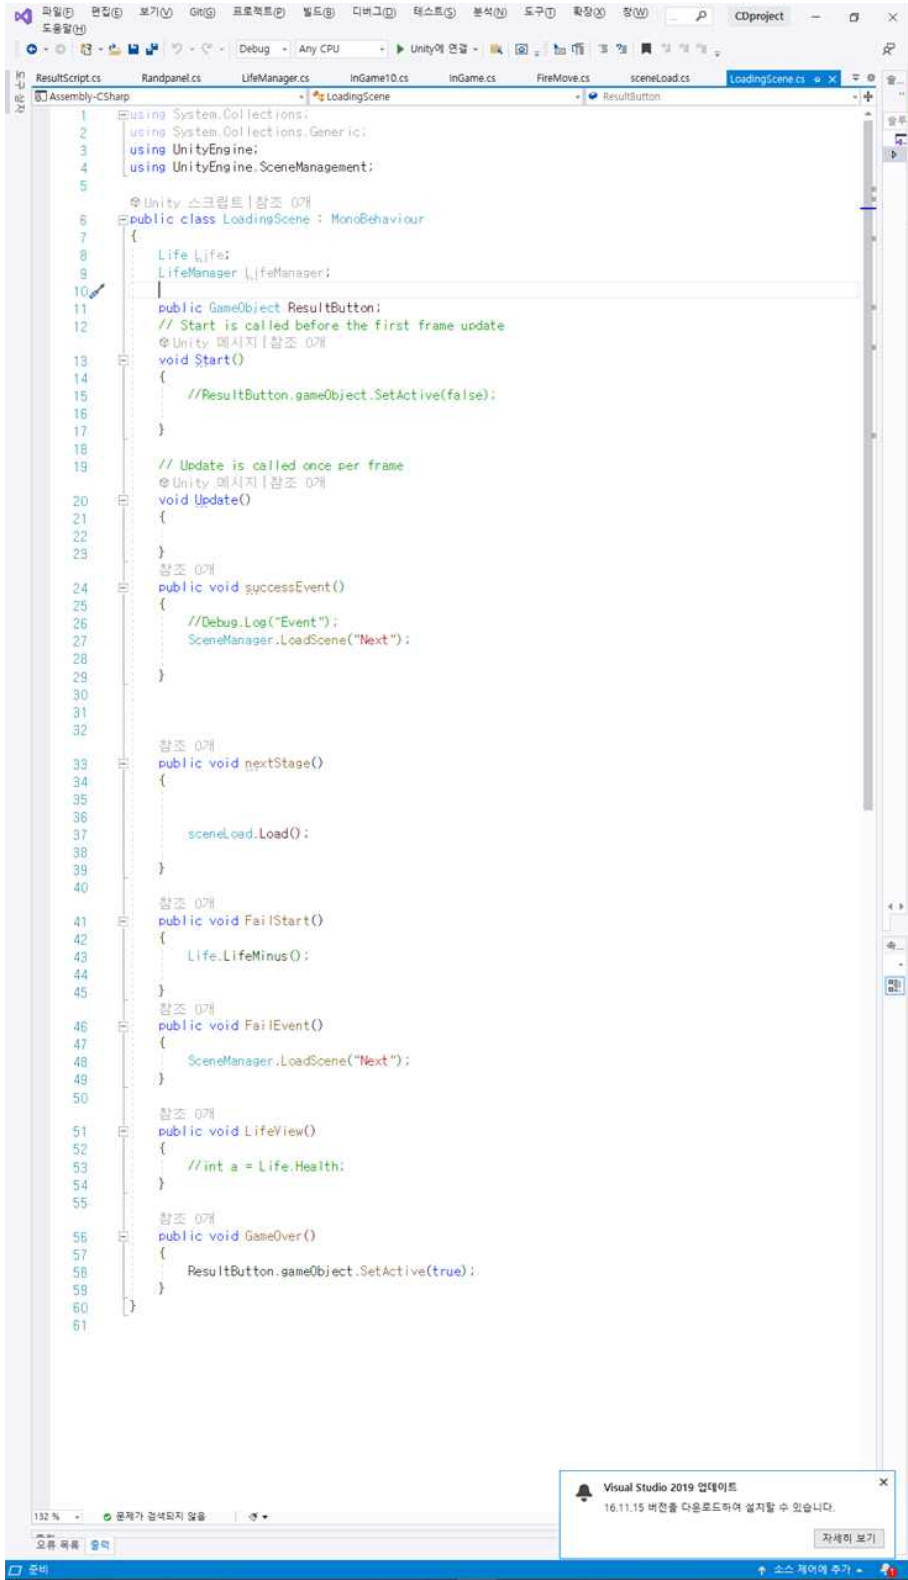 파일(F) 편집(E) 보기(V) Git(G) 프로젝트(P) 빌드(B) 디버그(D) 테스트(S) 분석(N) 도구(T) 확장(X) 창(W) ... CDproject
도움말(H)
Debug Any CPU Unity에 연결
ResultScript.cs Randpanel.cs LifeManager.cs InGame10.cs InGame.cs FireMove.cs sceneLoad.cs LoadingScene.cs
Assembly-CSharp LoadingScene ResultButton
1 using System.Collections;
2 using System.Collections.Generic;
3 using UnityEngine;
4 using UnityEngine.SceneManagement;
5
Unity 스크립트|참조 0개
6 public class LoadingScene : MonoBehaviour
7 {
8 Life Life;
9 LifeManager LifeManager;
10
11 public GameObject ResultButton;
12 // Start is called before the first frame update
Unity 메시지|참조 0개
13 void Start()
14 {
15 //ResultButton.gameObject.SetActive(false);
16
17 }
18
19 // Update is called once per frame
Unity 메시지|참조 0개
20 void Update()
21 {
22
23 }
참조 0개
24 public void successEvent()
25 {
26 //Debug.Log("Event");
27 SceneManager.LoadScene("Next");
28
29 }
30
31
32
참조 0개
33 public void nextStage()
34 {
35
36
37 sceneLoad.Load();
38
39 }
40
참조 0개
41 public void FailStart()
42 {
43 Life.LifeMinus();
44
45 }
참조 0개
46 public void FailEvent()
47 {
48 SceneManager.LoadScene("Next");
49 }
50
참조 0개
51 public void LifeView()
52 {
53 //int a = Life.Health;
54 }
55
참조 0개
56 public void GameOver()
57 {
58 ResultButton.gameObject.SetActive(true);
59 }
60 }
61
Visual Studio 2019 업데이트
16.11.15 버전을 다운로드하여 설치할 수 있습니다.
자세히 보기
132 % 문제가 검색되지 않음
오류 목록 출력
준비 소스 제어에 추가 1